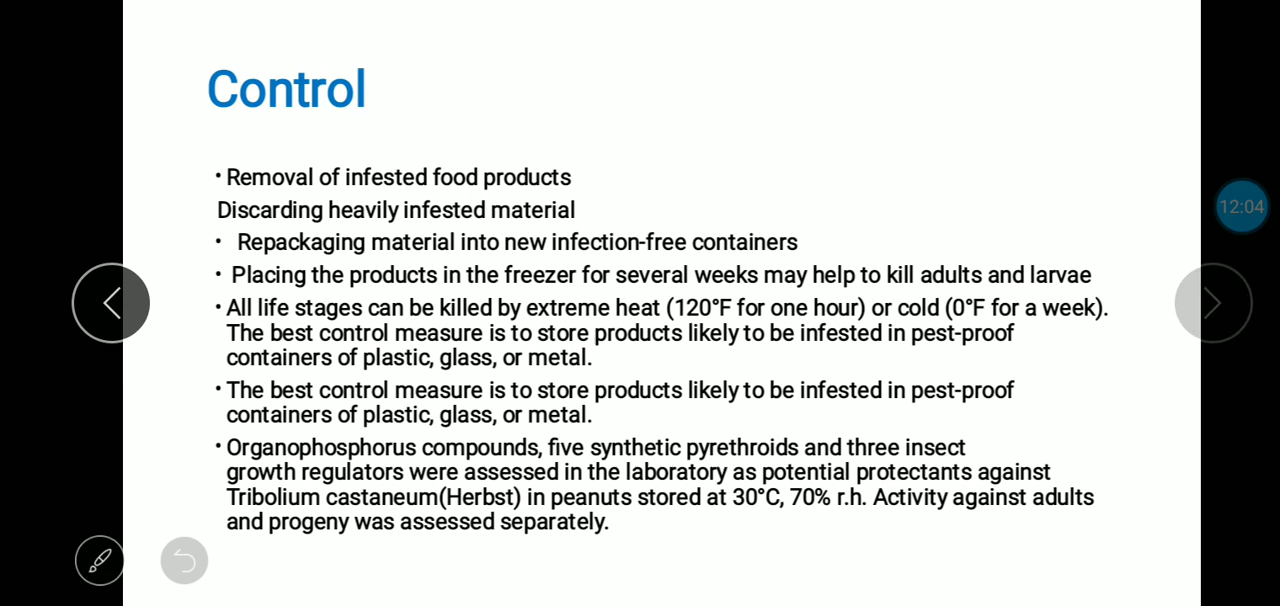 Control
• Removal of infested food products
Discarding heavily infested material
• Repackaging material into new infection-free containers
• Placing the products in the freezer for several weeks may help to kill adults and larvae
• All life stages can be killed by extreme heat (120°F for one hour) or cold (0°F for a week).
The best control measure is to store products likely to be infested in pest-proof
containers of plastic, glass, or metal.
• The best control measure is to store products likely to be infested in pest-proof
containers of plastic, glass, or metal.
• Organophosphorus compounds, five synthetic pyrethroids and three insect
growth regulators were assessed in the laboratory as potential protectants against
Tribolium castaneum(Herbst) in peanuts stored at 30°C, 70% r.h. Activity against adults
and progeny was assessed separately.
12:04